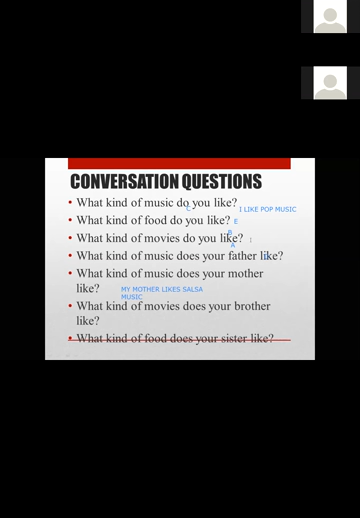 CONVERSATION QUESTIONS
• What kind of music do you like?
C
I LIKE POP MUSIC
• What kind of food do you like?
E
B
• What kind of movies do you like?
A
• What kind of music does your father like?
• What kind of music does your mother
like?
MY MOTHER LIKES SALSA
MUSIC
• What kind of movies does your brother
like?
• What kind of food does your sister like?